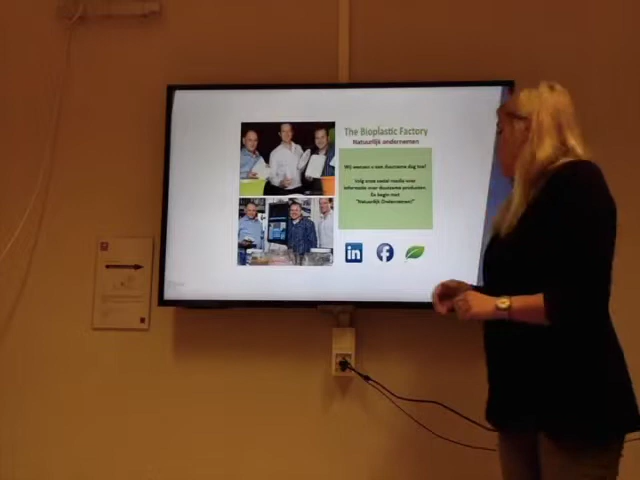 The Bioplastic Factory
Natuurlijk ondernemen
Wij wensen u een duurzame dag toe!
Volg onze social media voor
informatie over duurzame producten.
En begin met
"Natuurlijk Ondernemen!"
in
f